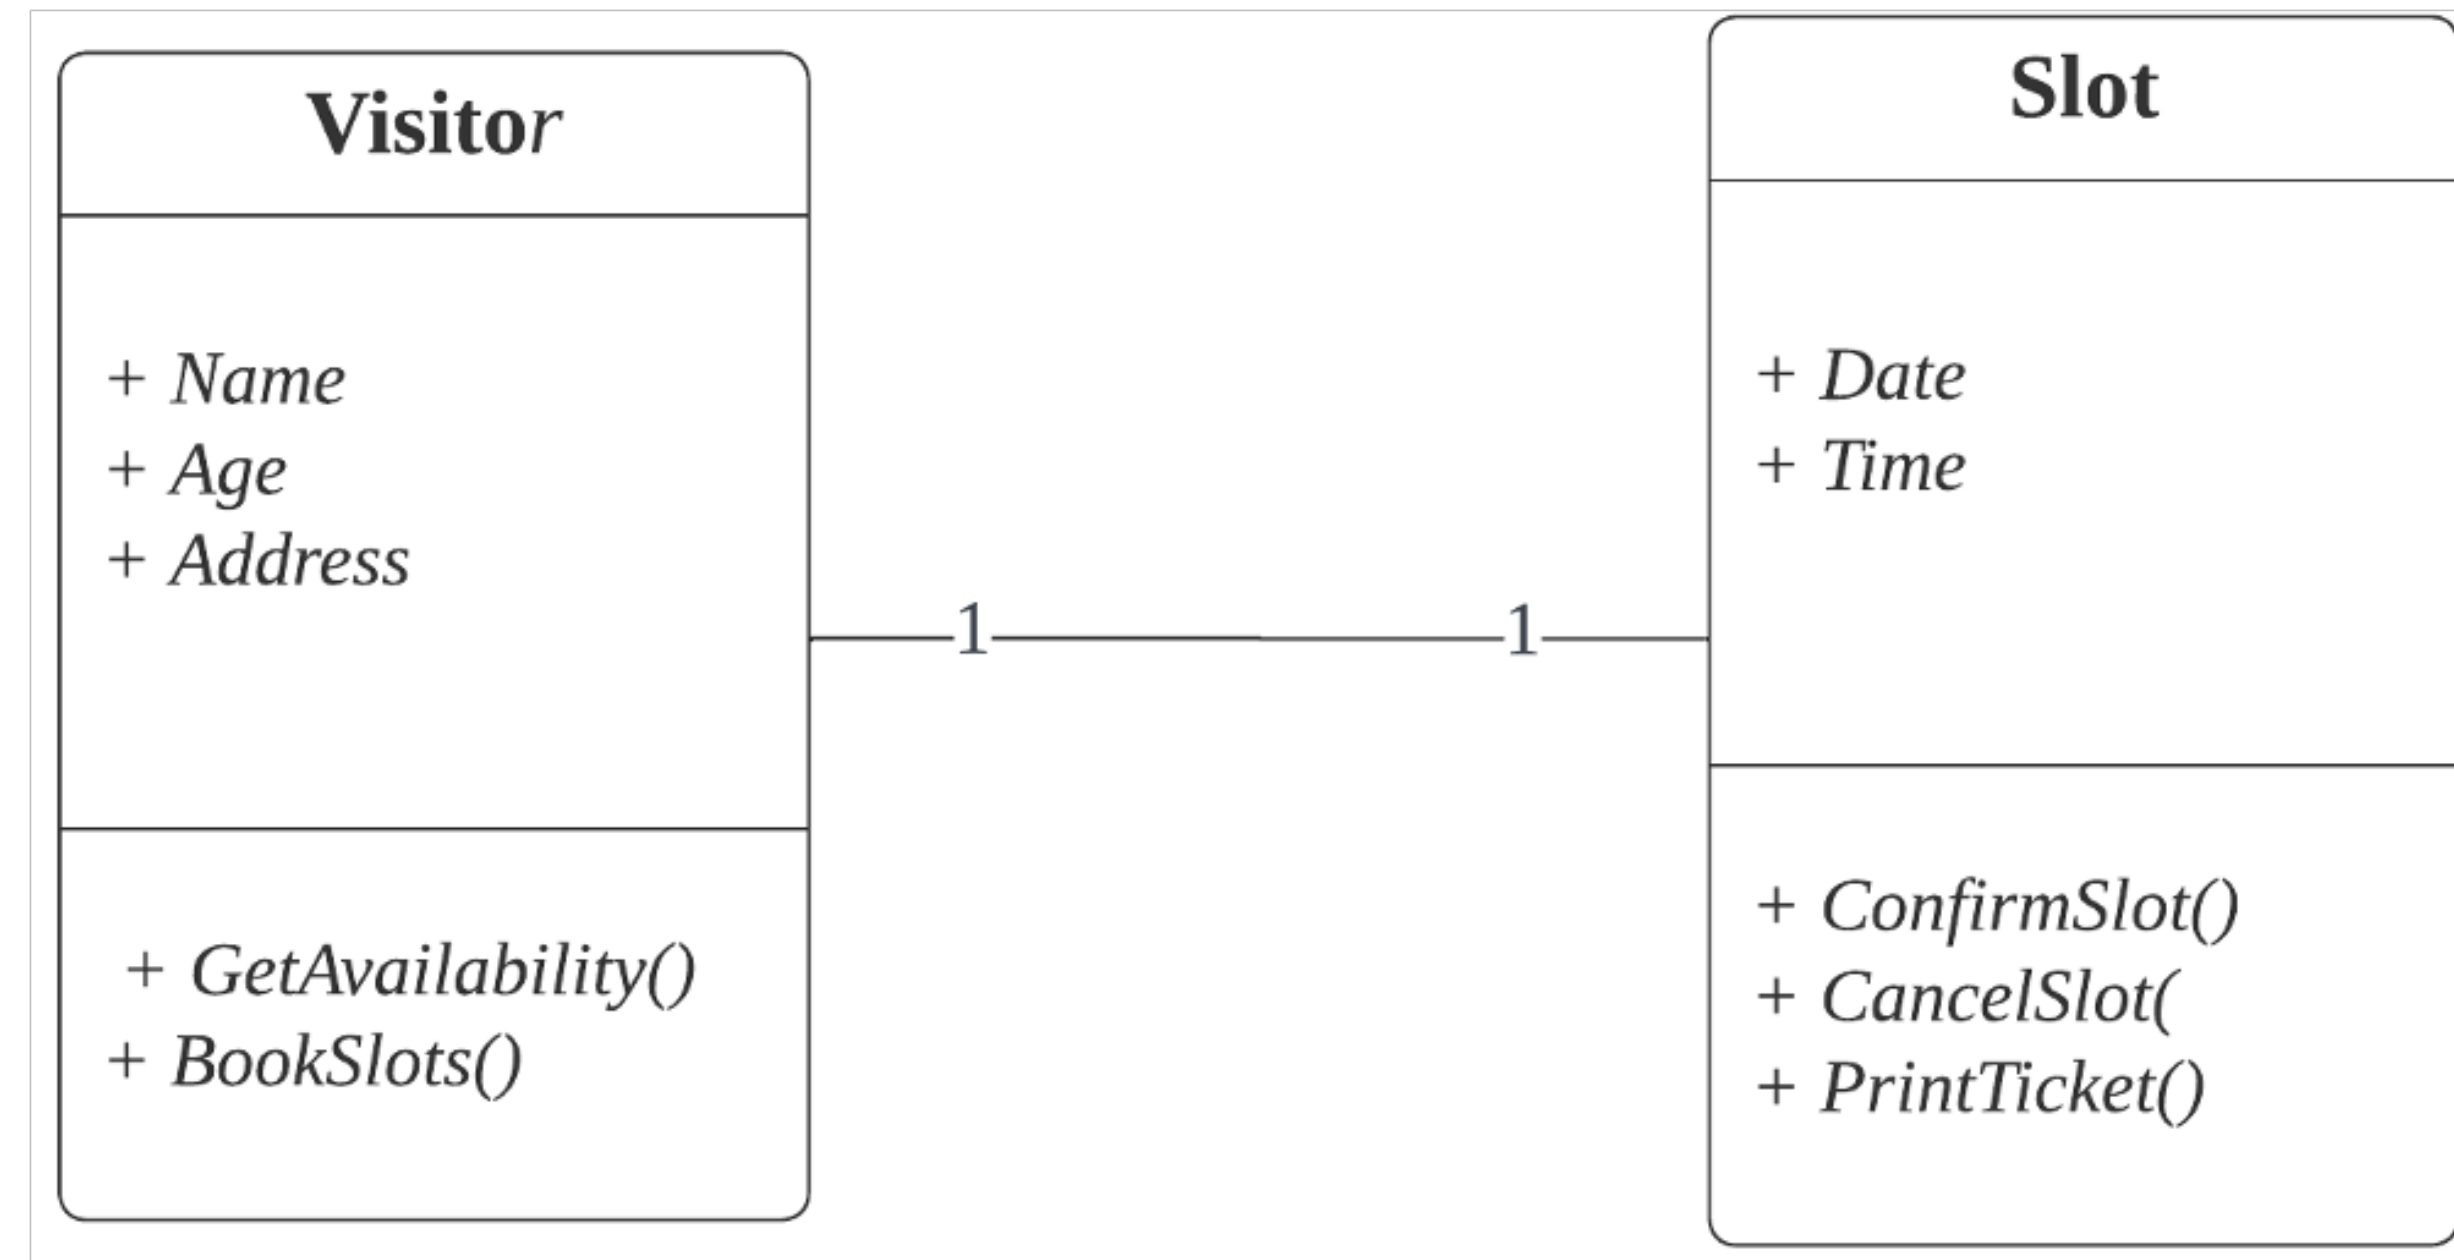 Visitor
+ Name
+ Age
+ Address
+ GetAvailability()
+ BookSlots()
1
1
Slot
+ Date
+ Time
+ ConfirmSlot()
+ CancelSlot(
+ PrintTicket()